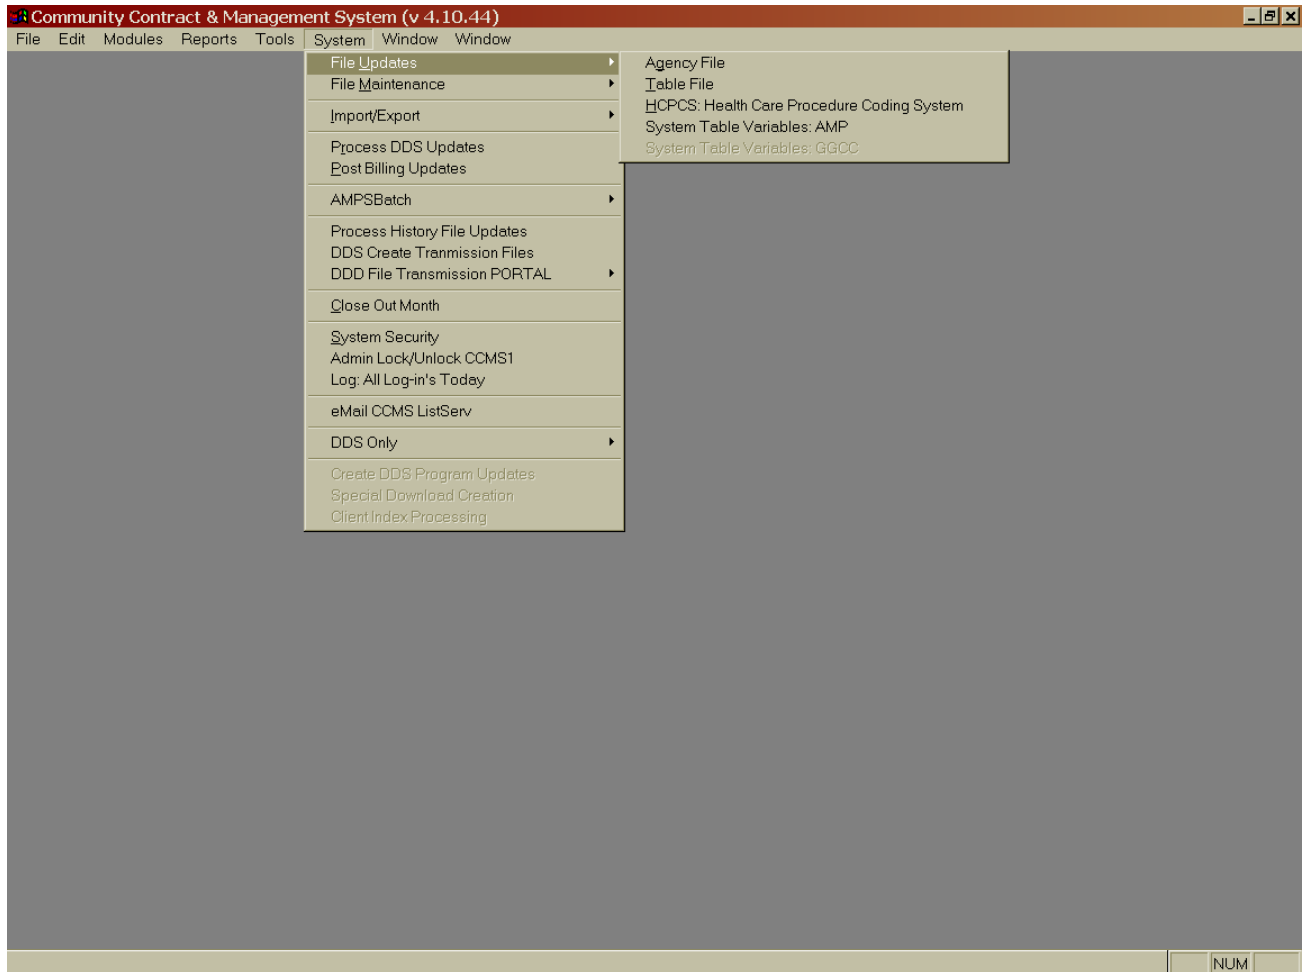 Community Contract & Management System (v 4.10.44)
File Edit Modules Reports Tools System Window Window
File Updates
File Maintenance
Import/Export
Process DDS Updates
Post Billing Updates
AMPSBatch
Process History File Updates
DDS Create Tranmission Files
DDD File Transmission PORTAL
Close Out Month
System Security
Admin Lock/Unlock CCMS1
Log: All Log-in's Today
eMail CCMS ListServ
DDS Only
Create DDS Program Updates
Special Download Creation
Client Index Processing
Agency File
Table File
HCPCS: Health Care Procedure Coding System
System Table Variables: AMP
System Table Variables: GGCC
NUM